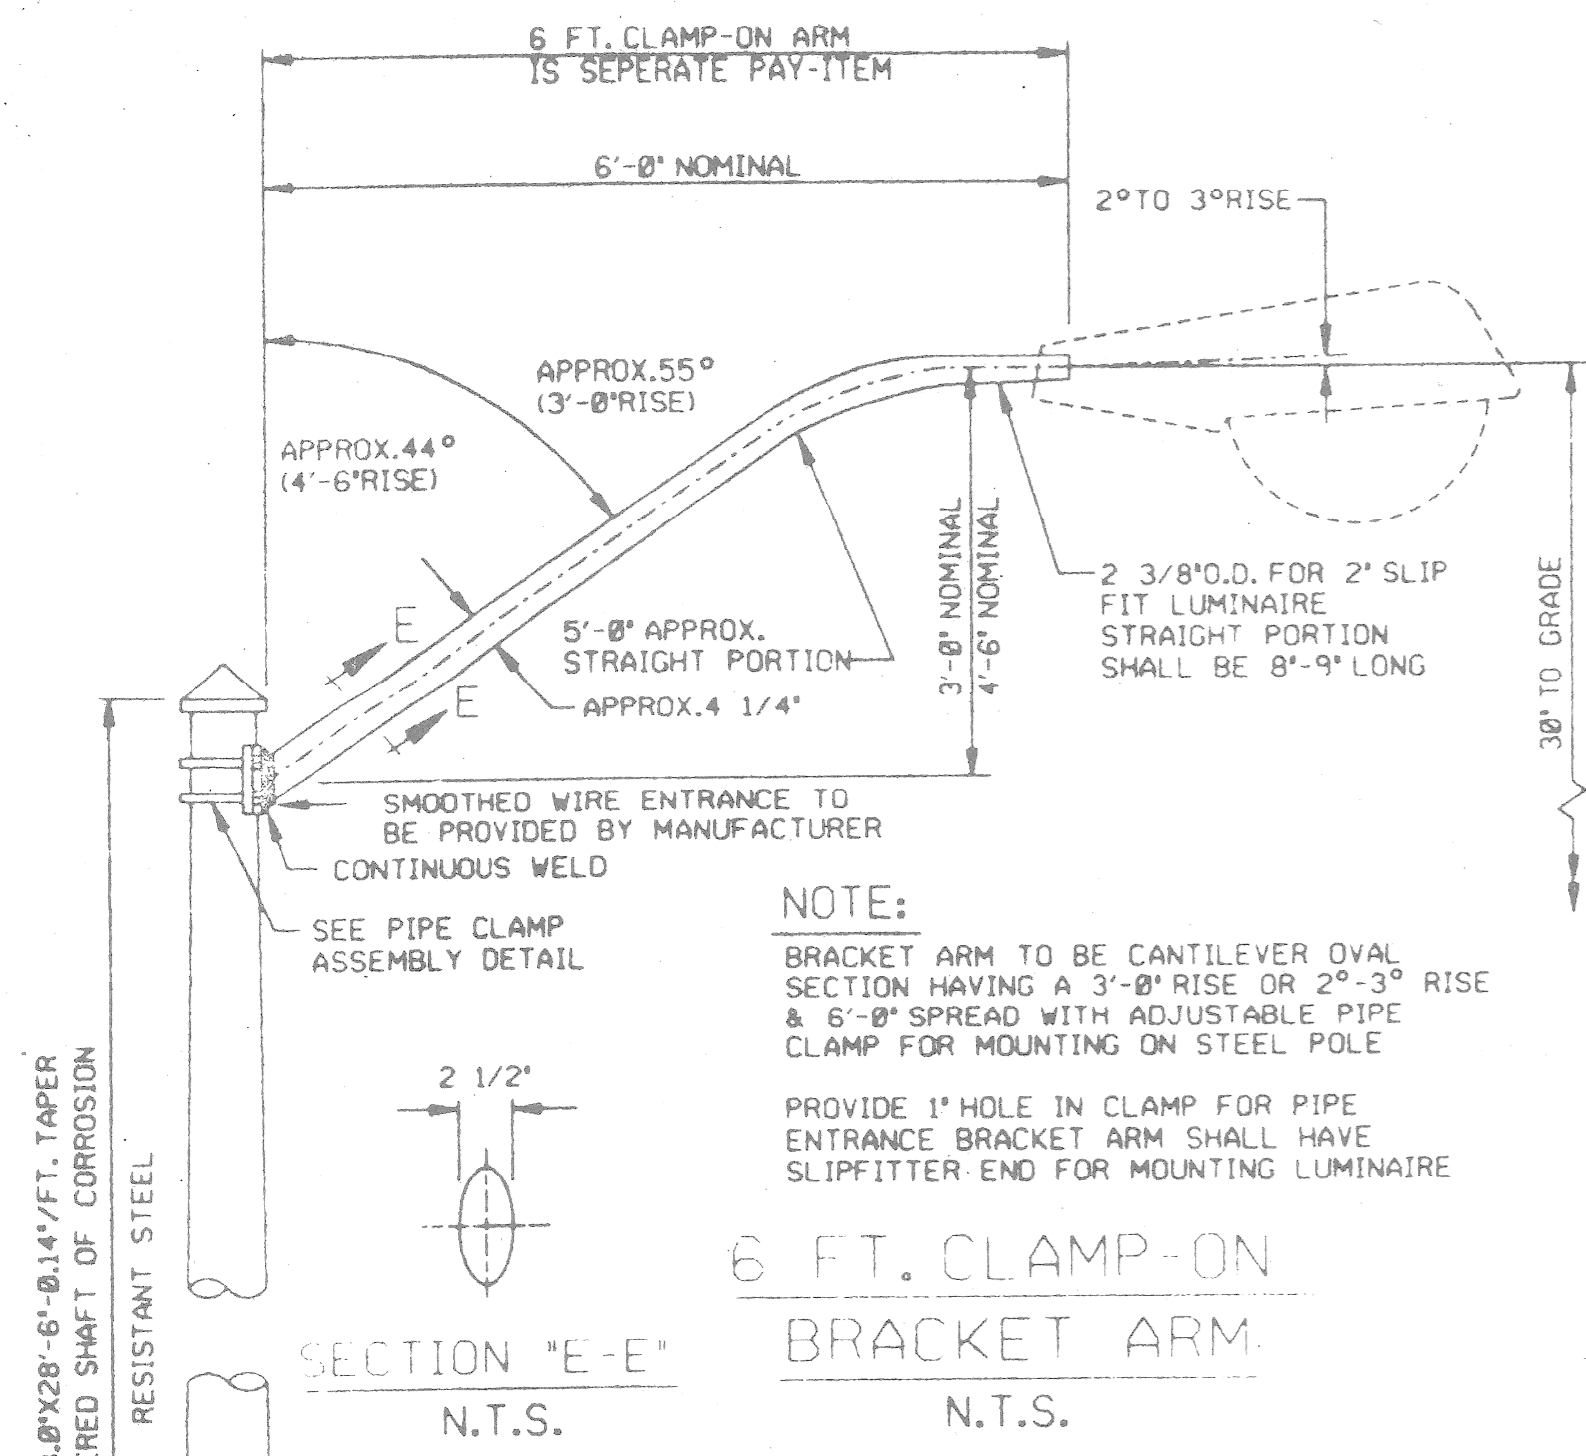 6 FT. CLAMP-ON ARM
IS SEPERATE PAY-ITEM
6'-0" NOMINAL
2° TO 3° RISE
APPROX. 55°
(3'-0" RISE)
APPROX. 44°
(4'-6" RISE)
E
E
5'-0" APPROX.
STRAIGHT PORTION
APPROX. 4 1/4"
3'-0" NOMINAL
4'-6" NOMINAL
2 3/8" O.D. FOR 2" SLIP
FIT LUMINAIRE
STRAIGHT PORTION
SHALL BE 8"-9" LONG
30' TO GRADE
SMOOTHED WIRE ENTRANCE TO
BE PROVIDED BY MANUFACTURER
CONTINUOUS WELD
SEE PIPE CLAMP
ASSEMBLY DETAIL
NOTE:
BRACKET ARM TO BE CANTILEVER OVAL
SECTION HAVING A 3'-0" RISE OR 2°-3° RISE
& 6'-0" SPREAD WITH ADJUSTABLE PIPE
CLAMP FOR MOUNTING ON STEEL POLE
PROVIDE 1" HOLE IN CLAMP FOR PIPE
ENTRANCE BRACKET ARM SHALL HAVE
SLIPFITTER END FOR MOUNTING LUMINAIRE
2 1/2"
SECTION "E-E"
N.T.S.
6 FT. CLAMP-ON
BRACKET ARM
N.T.S.
.0"X28'-6"-0.14"/FT. TAPER
ERED SHAFT OF CORROSION
RESISTANT STEEL